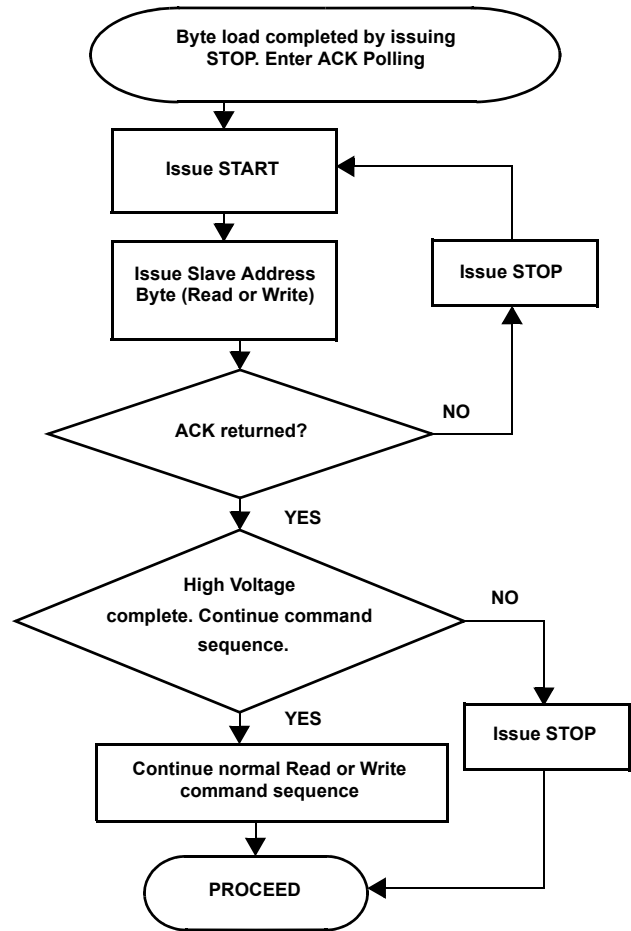 Byte load completed by issuing
STOP. Enter ACK Polling
Issue START
Issue Slave Address
Byte (Read or Write)
Issue STOP
ACK returned?
NO
YES
High Voltage
complete. Continue command
sequence.
NO
YES
Issue STOP
Continue normal Read or Write
command sequence
PROCEED